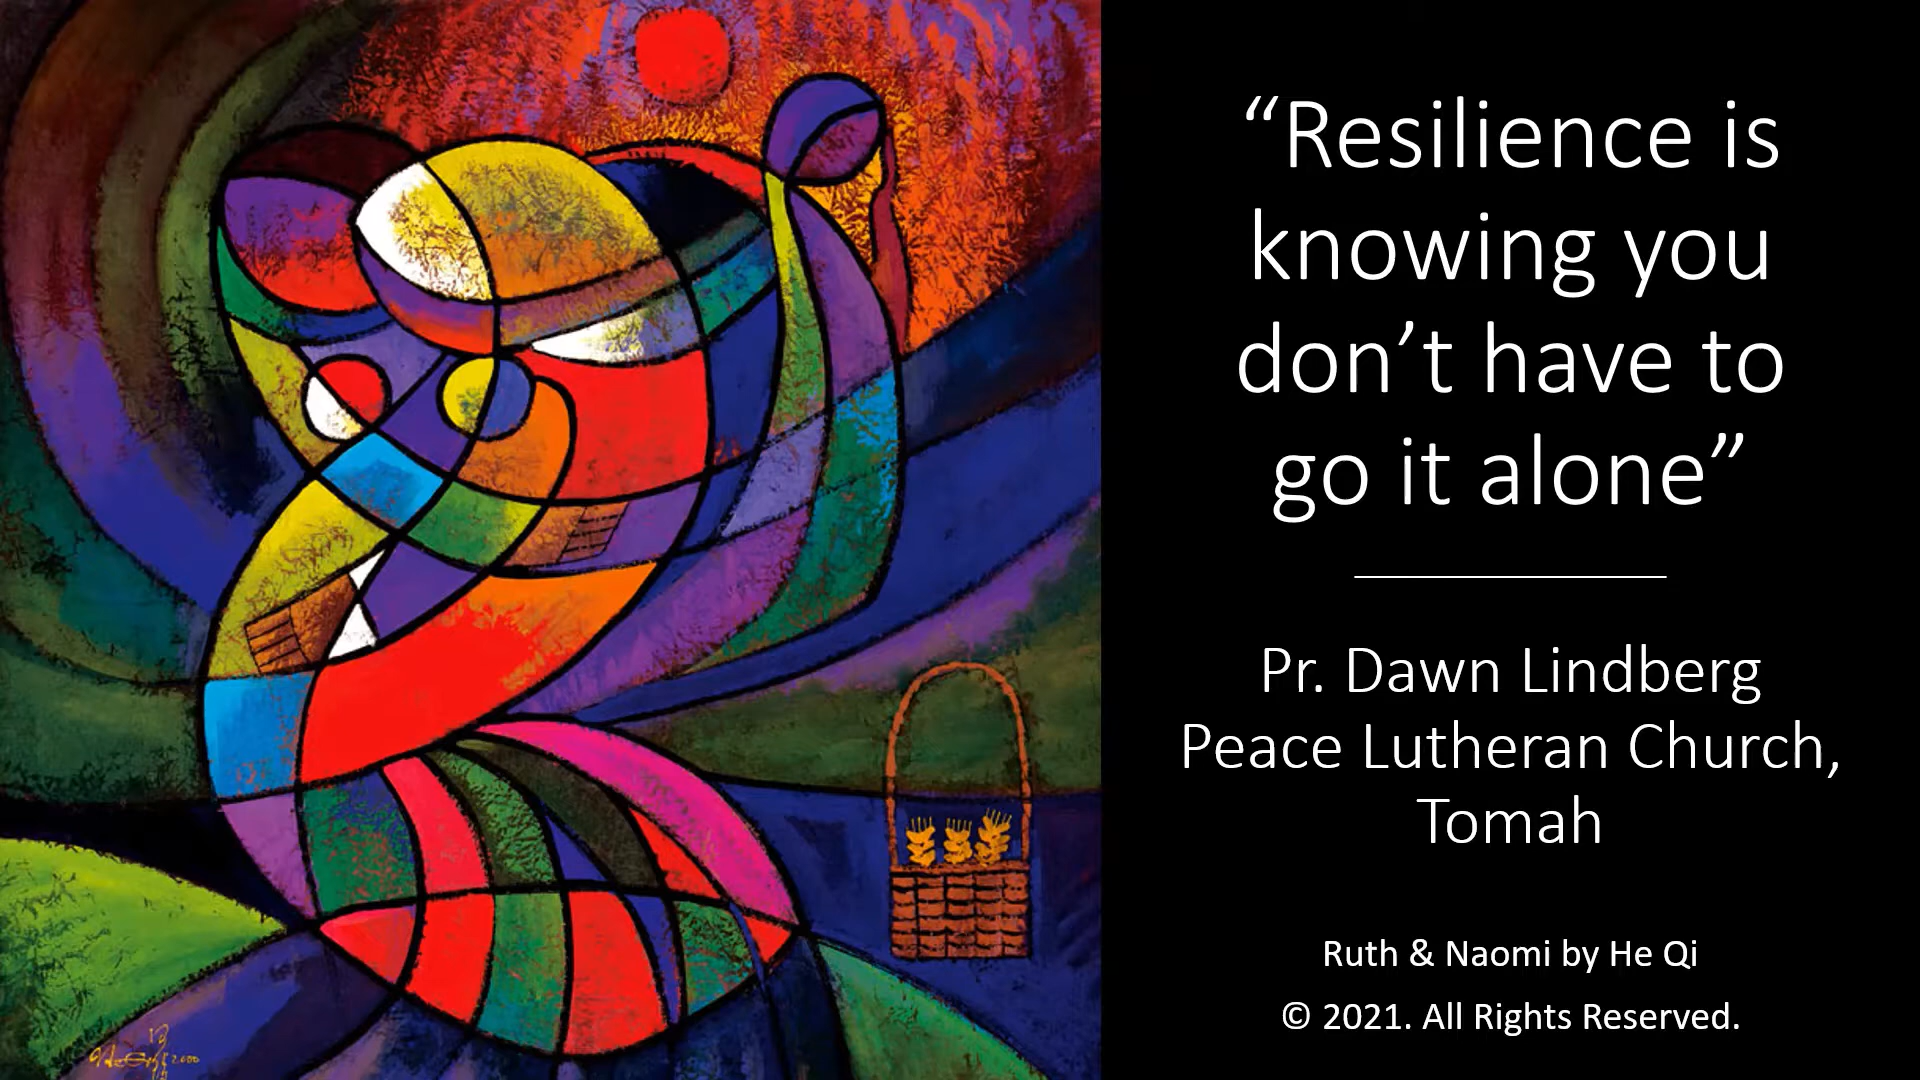 “Resilience is
knowing you
don’t have to
go it alone”
Pr. Dawn Lindberg
Peace Lutheran Church,
Tomah
Ruth & Naomi by He Qi
© 2021. All Rights Reserved.
2000